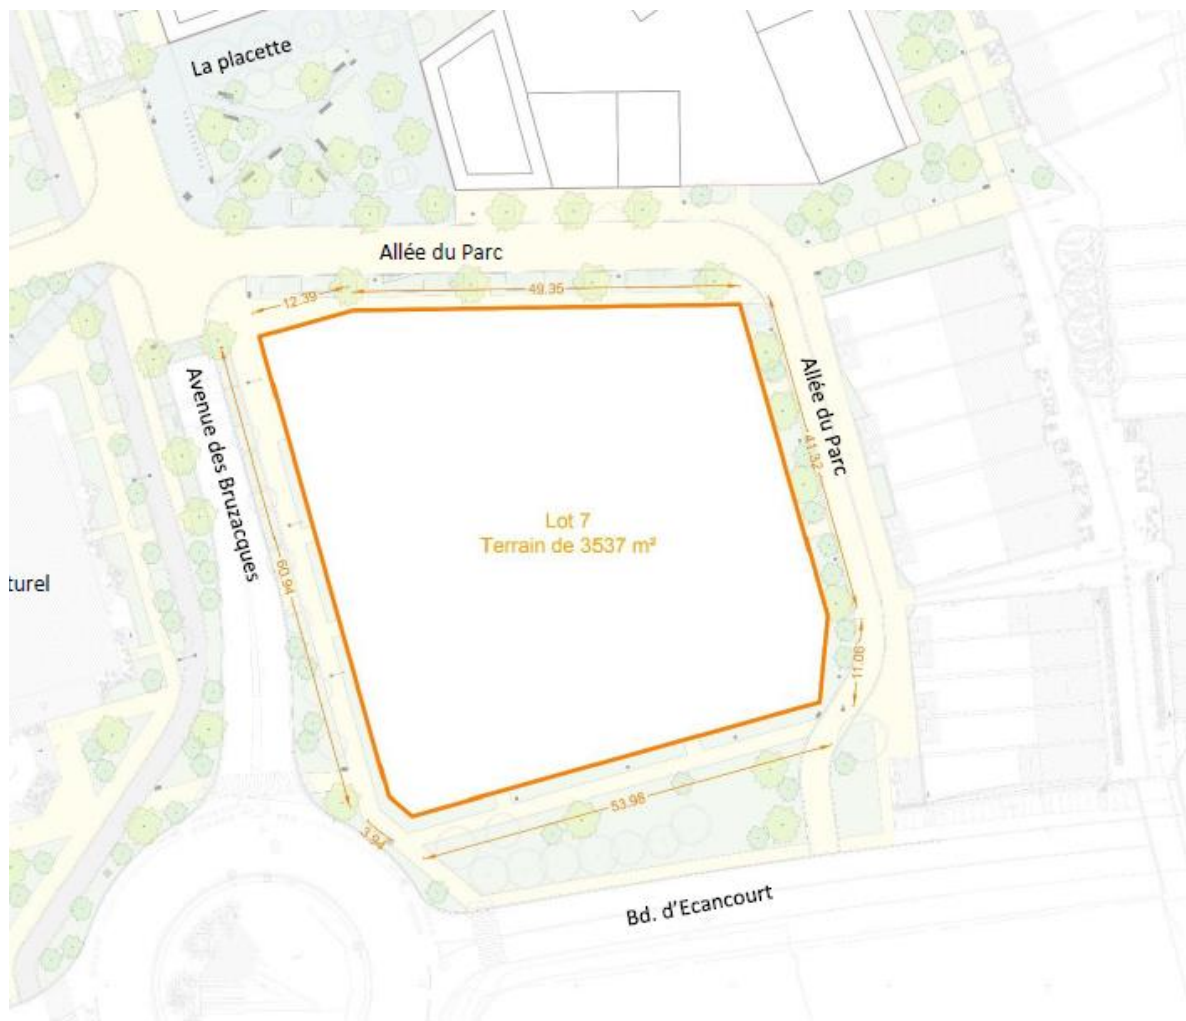 La placette
Allée du Parc
12.39
49.35
Allée du Parc
41.32
Avenue des Bruzacques
Lot 7
Terrain de 3537 m²
60.94
turel
11.06
53.98
3.94
Bd. d'Ecancourt